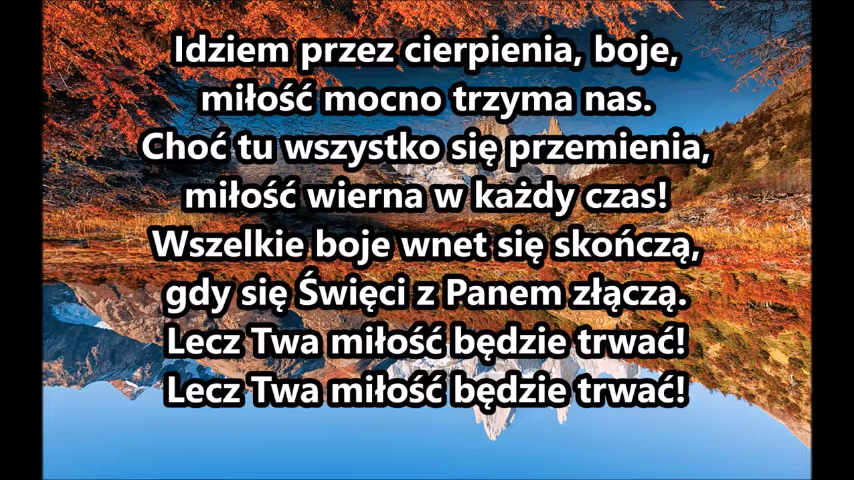 Idziem przez cierpienia, boje,
miłość mocno trzyma nas.
Choć tu wszystko się przemienia,
miłość wierna w każdy czas!
Wszelkie boje wnet się skończą,
gdy się Święci z Panem złączą.
Lecz Twa miłość będzie trwać!
Lecz Twa miłość będzie trwać!